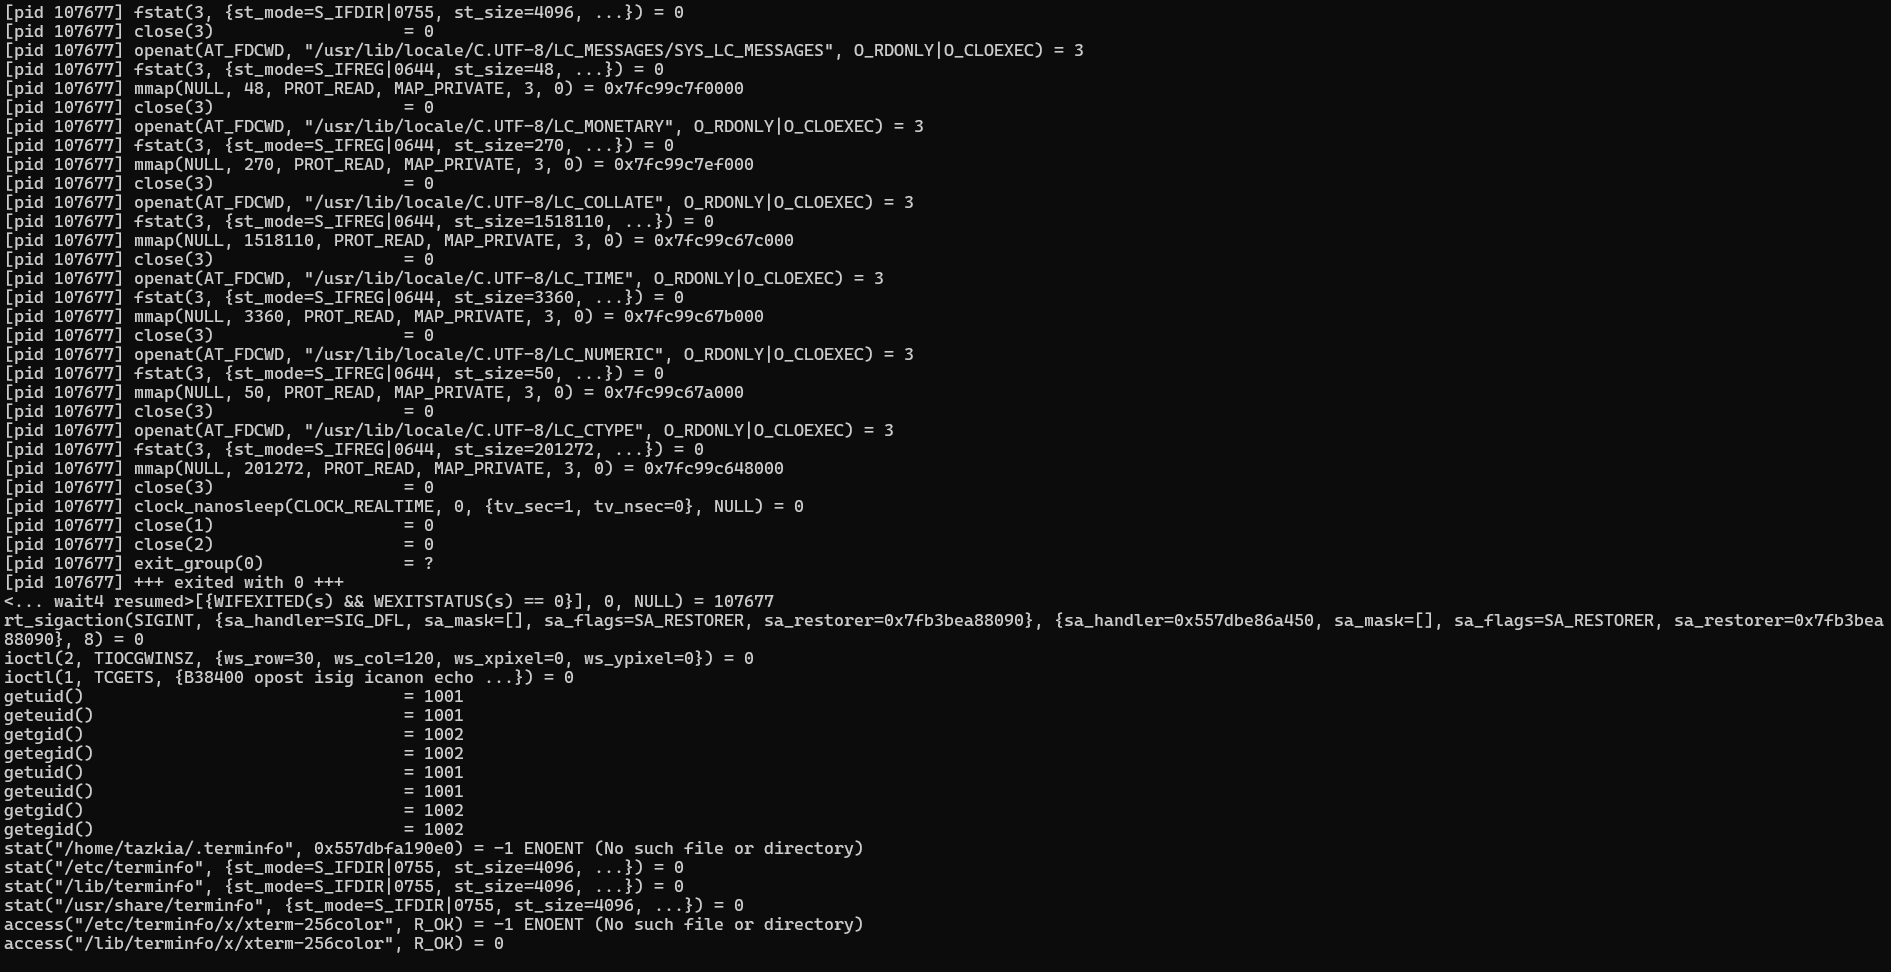 [pid 107677] fstat(3, {st_mode=S_IFDIR|0755, st_size=4096, ...}) = 0
[pid 107677] close(3)                   = 0
[pid 107677] openat(AT_FDCWD, "/usr/lib/locale/C.UTF-8/LC_MESSAGES/SYS_LC_MESSAGES", O_RDONLY|O_CLOEXEC) = 3
[pid 107677] fstat(3, {st_mode=S_IFREG|0644, st_size=48, ...}) = 0
[pid 107677] mmap(NULL, 48, PROT_READ, MAP_PRIVATE, 3, 0) = 0x7fc99c7f0000
[pid 107677] close(3)                   = 0
[pid 107677] openat(AT_FDCWD, "/usr/lib/locale/C.UTF-8/LC_MONETARY", O_RDONLY|O_CLOEXEC) = 3
[pid 107677] fstat(3, {st_mode=S_IFREG|0644, st_size=270, ...}) = 0
[pid 107677] mmap(NULL, 270, PROT_READ, MAP_PRIVATE, 3, 0) = 0x7fc99c7ef000
[pid 107677] close(3)                   = 0
[pid 107677] openat(AT_FDCWD, "/usr/lib/locale/C.UTF-8/LC_COLLATE", O_RDONLY|O_CLOEXEC) = 3
[pid 107677] fstat(3, {st_mode=S_IFREG|0644, st_size=1518110, ...}) = 0
[pid 107677] mmap(NULL, 1518110, PROT_READ, MAP_PRIVATE, 3, 0) = 0x7fc99c67c000
[pid 107677] close(3)                   = 0
[pid 107677] openat(AT_FDCWD, "/usr/lib/locale/C.UTF-8/LC_TIME", O_RDONLY|O_CLOEXEC) = 3
[pid 107677] fstat(3, {st_mode=S_IFREG|0644, st_size=3360, ...}) = 0
[pid 107677] mmap(NULL, 3360, PROT_READ, MAP_PRIVATE, 3, 0) = 0x7fc99c67b000
[pid 107677] close(3)                   = 0
[pid 107677] openat(AT_FDCWD, "/usr/lib/locale/C.UTF-8/LC_NUMERIC", O_RDONLY|O_CLOEXEC) = 3
[pid 107677] fstat(3, {st_mode=S_IFREG|0644, st_size=50, ...}) = 0
[pid 107677] mmap(NULL, 50, PROT_READ, MAP_PRIVATE, 3, 0) = 0x7fc99c67a000
[pid 107677] close(3)                   = 0
[pid 107677] openat(AT_FDCWD, "/usr/lib/locale/C.UTF-8/LC_CTYPE", O_RDONLY|O_CLOEXEC) = 3
[pid 107677] fstat(3, {st_mode=S_IFREG|0644, st_size=201272, ...}) = 0
[pid 107677] mmap(NULL, 201272, PROT_READ, MAP_PRIVATE, 3, 0) = 0x7fc99c648000
[pid 107677] close(3)                   = 0
[pid 107677] clock_nanosleep(CLOCK_REALTIME, 0, {tv_sec=1, tv_nsec=0}, NULL) = 0
[pid 107677] close(1)                   = 0
[pid 107677] close(2)                   = 0
[pid 107677] exit_group(0)              = ?
[pid 107677] +++ exited with 0 +++
<... wait4 resumed>[{WIFEXITED(s) && WEXITSTATUS(s) == 0}], 0, NULL) = 107677
rt_sigaction(SIGINT, {sa_handler=SIG_DFL, sa_mask=[], sa_flags=SA_RESTORER, sa_restorer=0x7fb3bea88090}, {sa_handler=0x557dbe86a450, sa_mask=[], sa_flags=SA_RESTORER, sa_restorer=0x7fb3bea
88090}, 8) = 0
ioctl(2, TIOCGWINSZ, {ws_row=30, ws_col=120, ws_xpixel=0, ws_ypixel=0}) = 0
ioctl(1, TCGETS, {B38400 opost isig icanon echo ...}) = 0
getuid()                                = 1001
geteuid()                               = 1001
getgid()                                = 1002
getegid()                               = 1002
getuid()                                = 1001
geteuid()                               = 1001
getgid()                                = 1002
getegid()                               = 1002
stat("/home/tazkia/.terminfo", 0x557dbfa190e0) = -1 ENOENT (No such file or directory)
stat("/etc/terminfo", {st_mode=S_IFDIR|0755, st_size=4096, ...}) = 0
stat("/lib/terminfo", {st_mode=S_IFDIR|0755, st_size=4096, ...}) = 0
stat("/usr/share/terminfo", {st_mode=S_IFDIR|0755, st_size=4096, ...}) = 0
access("/etc/terminfo/x/xterm-256color", R_OK) = -1 ENOENT (No such file or directory)
access("/lib/terminfo/x/xterm-256color", R_OK) = 0